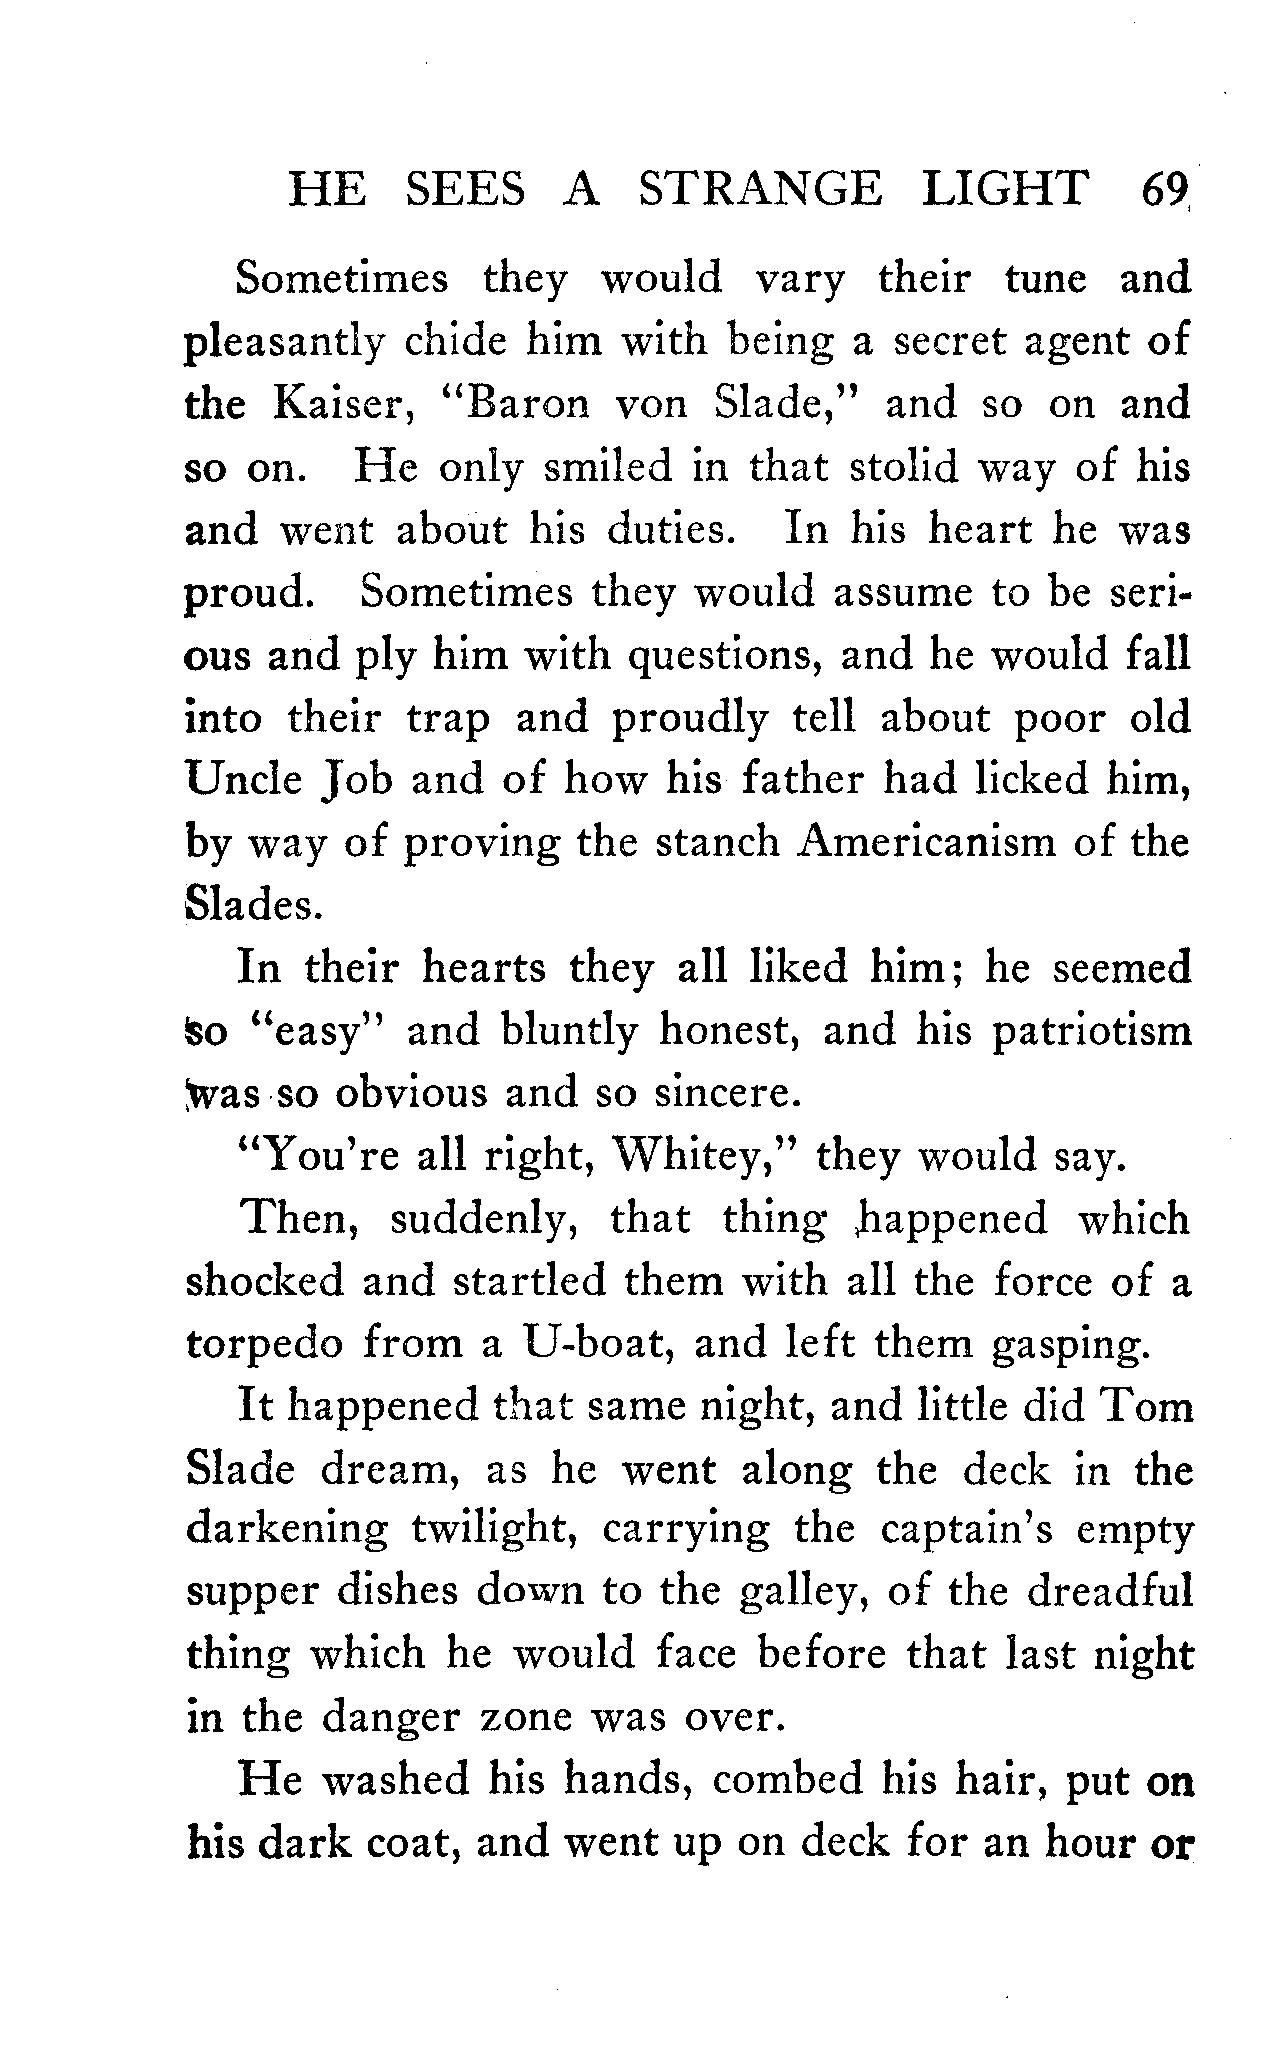 HE SEES A STRANGE LIGHT 69
Sometimes they would vary their tune and
pleasantly chide him with being a secret agent of
the Kaiser, "Baron von Slade," and so on and
so on. He only smiled in that stolid way of his
and went about his duties. In his heart he was
proud. Sometimes they would assume to be seri-
ous and ply him with questions, and he would fall
into their trap and proudly tell about poor old
Uncle Job and of how his father had licked him,
by way of proving the stanch Americanism of the
Slades.
In their hearts they all liked him; he seemed
so "easy" and bluntly honest, and his patriotism
was so obvious and so sincere.
"You're all right, Whitey," they would say.
Then, suddenly, that thing happened which
shocked and startled them with all the force of a
torpedo from a U-boat, and left them gasping.
It happened that same night, and little did Tom
Slade dream, as he went along the deck in the
darkening twilight, carrying the captain's empty
supper dishes down to the galley, of the dreadful
thing which he would face before that last night
in the danger zone was over.
He washed his hands, combed his hair, put on
his dark coat, and went up on deck for an hour or